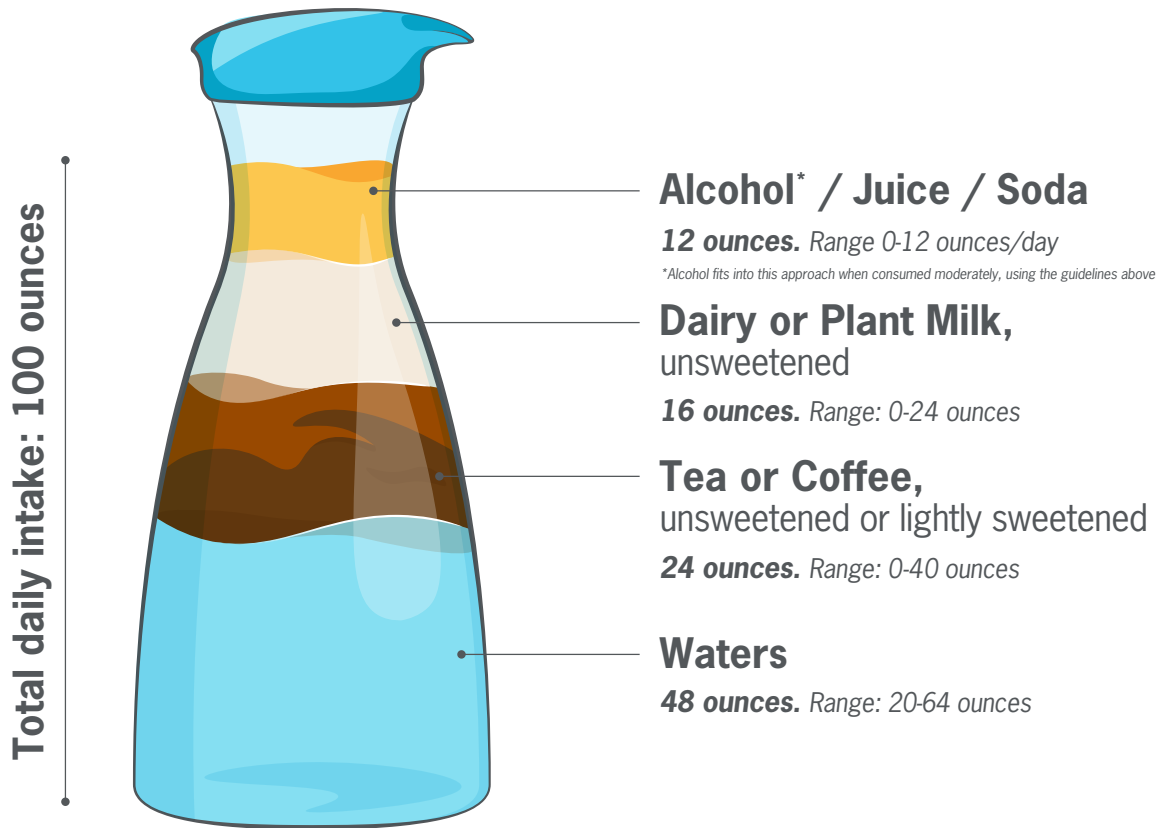 Total daily intake: 100 ounces
Alcohol* / Juice / Soda
12 ounces. Range 0-12 ounces/day
*Alcohol fits into this approach when consumed moderately, using the guidelines above
Dairy or Plant Milk,
unsweetened
16 ounces. Range: 0-24 ounces
Tea or Coffee,
unsweetened or lightly sweetened
24 ounces. Range: 0-40 ounces
Waters
48 ounces. Range: 20-64 ounces